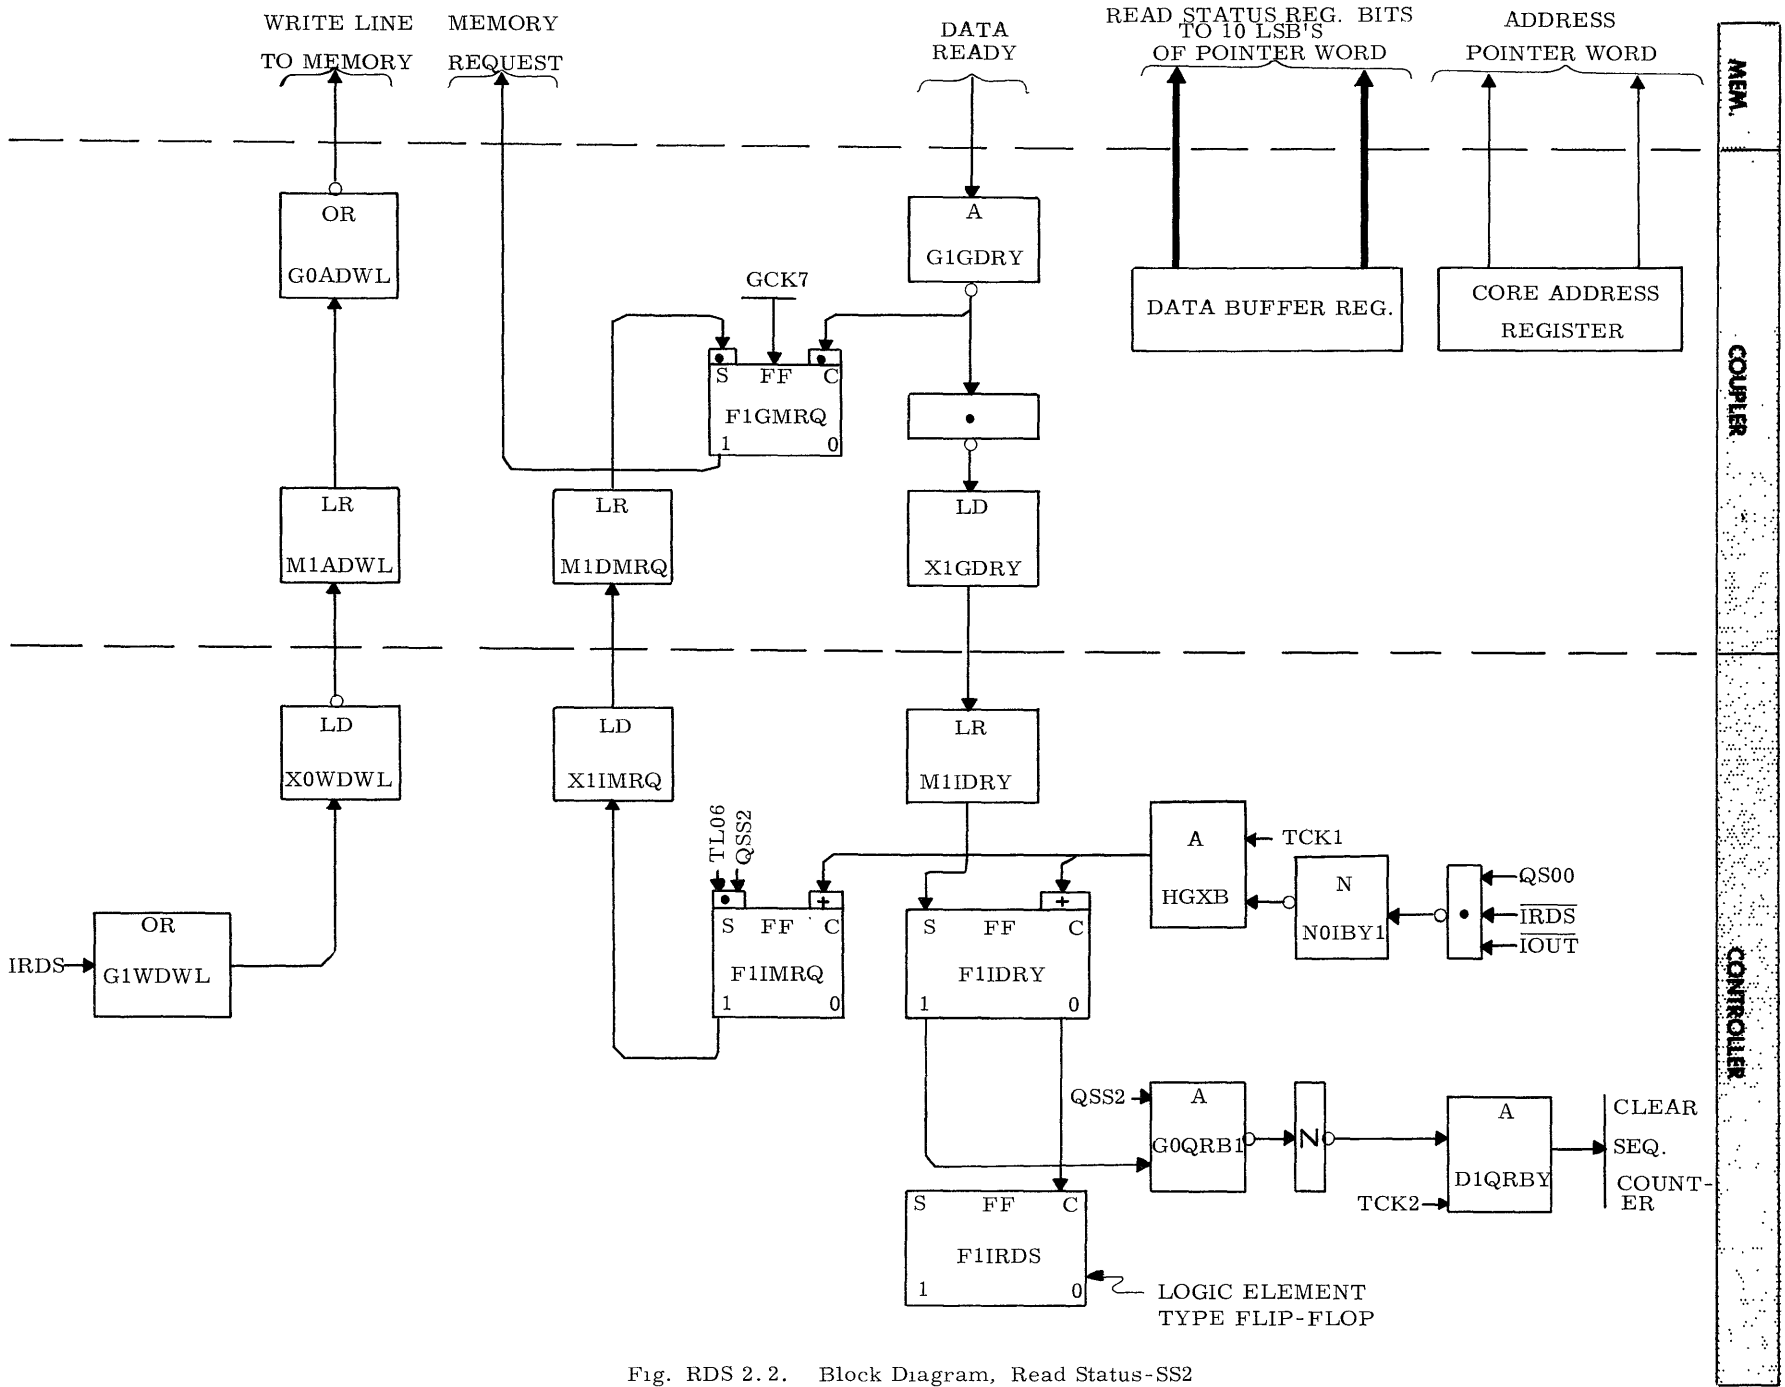 WRITE LINE
TO MEMORY
MEMORY
REQUEST
DATA
READY
READ STATUS REG. BITS
TO 10 LSB'S
OF POINTER WORD
ADDRESS
POINTER WORD
MEM.
OR
G0ADWL
A
G1GDRY
GCK7
DATA BUFFER REG.
CORE ADDRESS
REGISTER
S FF C
F1GMRQ
1 0
COUPLER
LR
M1ADWL
LR
M1DMRQ
LD
X1GDRY
LD
X0WDWL
LD
X1IMRQ
LR
M1IDRY
TL06
QSS2
A
HGXB
TCK1
N
N0IBY1
QS00
IRDS
IOUT
+
+
OR
G1WDWL
IRDS
S FF C
F1IMRQ
1 0
S FF C
F1IDRY
1 0
CONTROLLER
QSS2
A
G0QRB1
N
A
D1QRBY
TCK2
CLEAR
SEQ.
COUNT-
ER
S FF C
F1IRDS
1 0
LOGIC ELEMENT
TYPE FLIP-FLOP
Fig. RDS 2.2. Block Diagram, Read Status-SS2